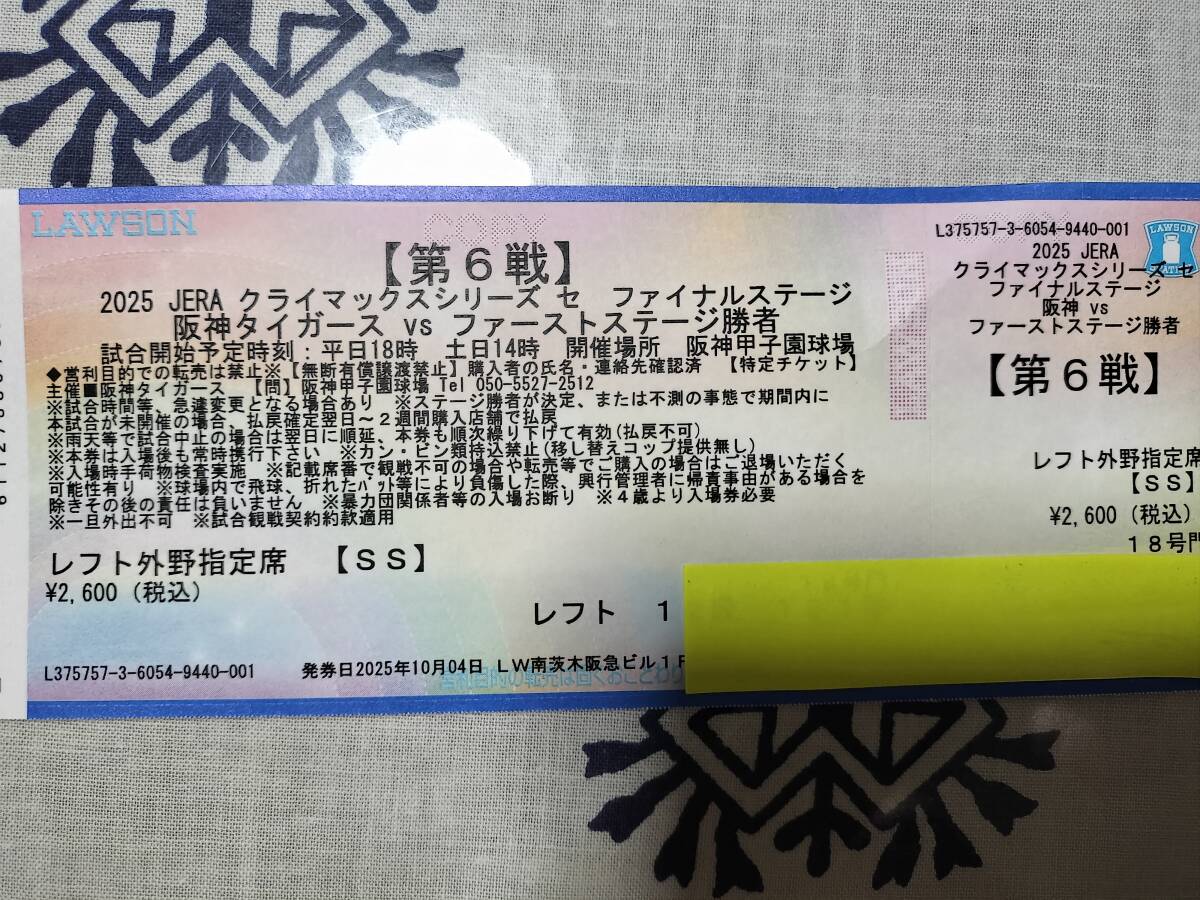 LAWSON
【第６戦】
2025 JERA クライマックスシリーズ セ　ファイナルステージ
阪神タイガース vs ファーストステージ勝者
試合開始予定時刻：平日18時　土日14時　開催場所　阪神甲子園球場
◆営利目的での転売は禁止※【無断有償譲渡禁止】購入者の氏名・連絡先確認済　【特定チケット】
主催■阪神タイガース　【問】阪神甲子園球場 Tel 050-5527-2512
※試合時間等、急遽変更となる場合あり　※ステージ勝者が決定、または不測の事態で期間内に
本試合が未開催の場合、払戻確定翌日～２週間購入店舗で払戻
※雨天等で試合中止の場合は翌日に順延、本券も順次繰り下げて有効(払戻不可)
※本券は入場後も常時携行下さい　※カン・ビン類持込禁止(移し替えコップ提供無し)
※入場時手荷物検査実施　※記載席番で観戦不可の場合や転売等でご購入の場合はご退場いただく
可能性有り　※球場内で飛球、折れたバット等により負傷した際、興行管理者に帰責事由がある場合を
除きその後の責任は負いません　※暴力団関係者等の入場お断り　※４歳より入場券必要
※一旦外出不可　※試合観戦契約約款適用
レフト外野指定席　【ＳＳ】
¥2,600（税込）
レフト　１
L375757-3-6054-9440-001　発券日2025年10月04日　ＬＷ南茨木阪急ビル１Ｆ
L375757-3-6054-9440-001
LAWSON
2025 JERA
クライマックスシリーズ セ
ファイナルステージ
阪神 vs
ファーストステージ勝者
【第６戦】
レフト外野指定席
【ＳＳ】
¥2,600（税込）
１８号門